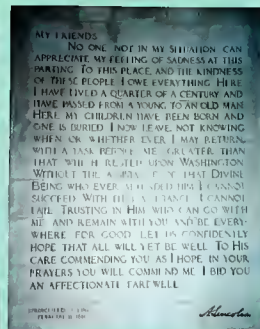 MY FRIENDS
NO ONE NOT IN MY SITUATION CAN
APPRECIATE MY FEELING OF SADNESS AT THIS
PARTING TO THIS PLACE, AND THE KINDNESS
OF THESE PEOPLE I OWE EVERYTHING HERE
I HAVE LIVED A QUARTER OF A CENTURY AND
HAVE PASSED FROM A YOUNG TO AN OLD MAN
HERE MY CHILDREN HAVE BEEN BORN AND
ONE IS BURIED I NOW LEAVE, NOT KNOWING
WHEN OR WHETHER EVER I MAY RETURN,
WITH A TASK BEFORE ME GREATER THAN
THAT WHICH RESTED UPON WASHINGTON
WITHOUT THE OF THAT DIVINE
BEING WHO EVER HIM I CANNOT
SUCCEED WITH I CANNOT
FAIL TRUSTING IN HIM WHO CAN GO WITH
ME AND REMAIN WITH YOU AND BE EVERY-
WHERE FOR GOOD LET US CONFIDENTLY
HOPE THAT ALL WILL YET BE WELL TO HIS
CARE COMMENDING YOU AS I HOPE IN YOUR
PRAYERS YOU WILL COMMEND ME I BID YOU
AN AFFECTIONATE FAREWELL
A. Lincoln